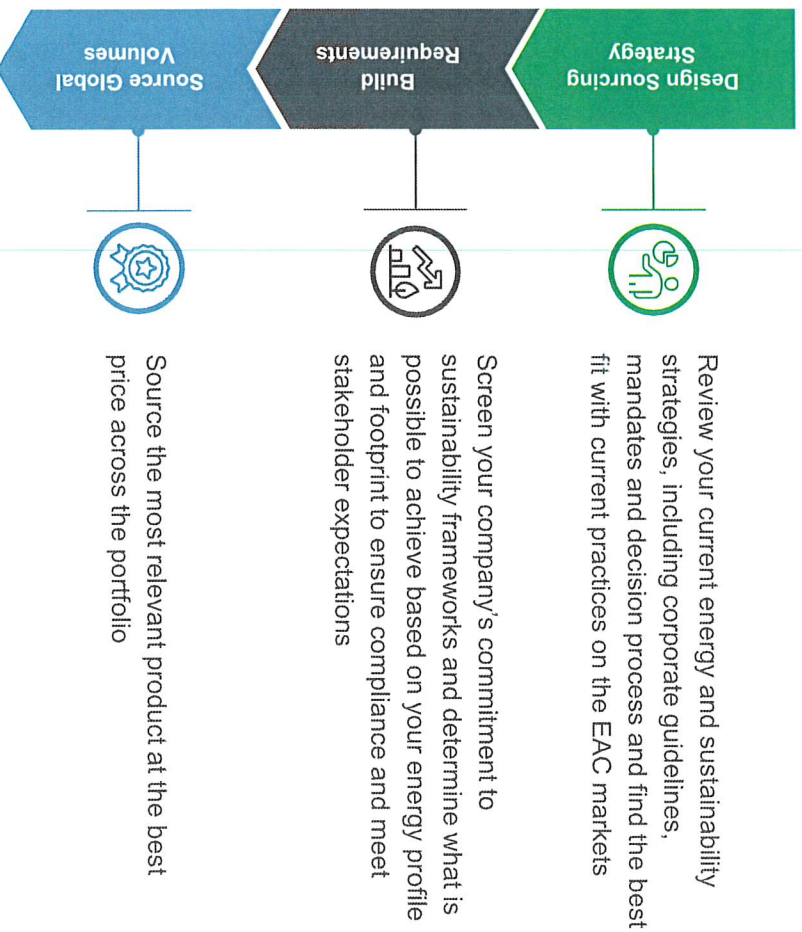 Design Sourcing
Strategy
Review your current energy and sustainability
strategies, including corporate guidelines,
mandates and decision process and find the best
fit with current practices on the EAC markets
Build
Requirements
Screen your company's commitment to
sustainability frameworks and determine what is
possible to achieve based on your energy profile
and footprint to ensure compliance and meet
stakeholder expectations
Source Global
Volumes
Source the most relevant product at the best
price across the portfolio